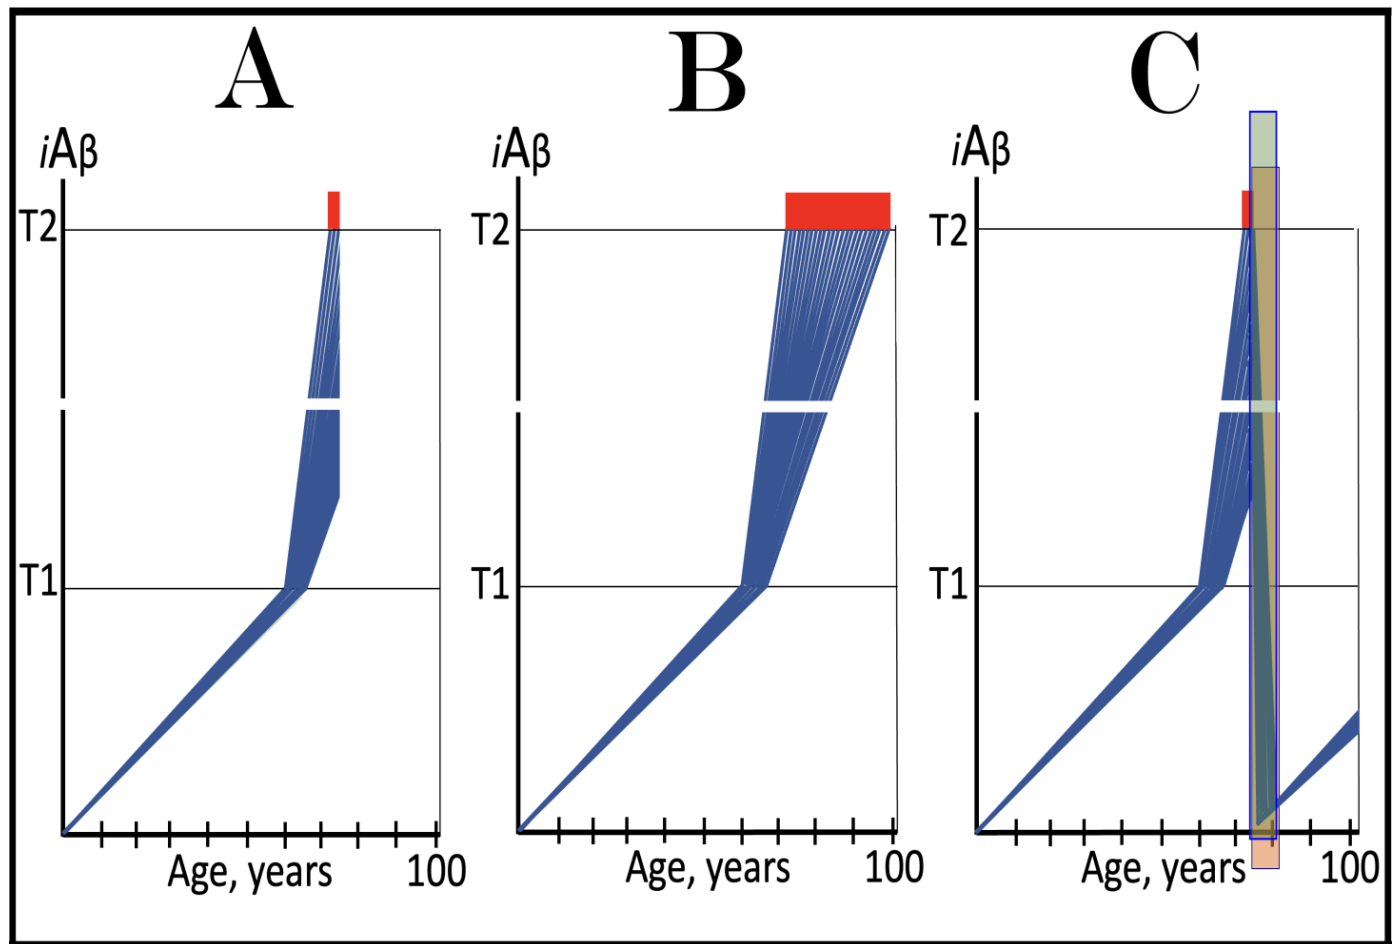 A B C
iAβ iAβ iAβ
T2 T2 T2
T1 T1 T1
Age, years 100 Age, years 100 Age, years 100